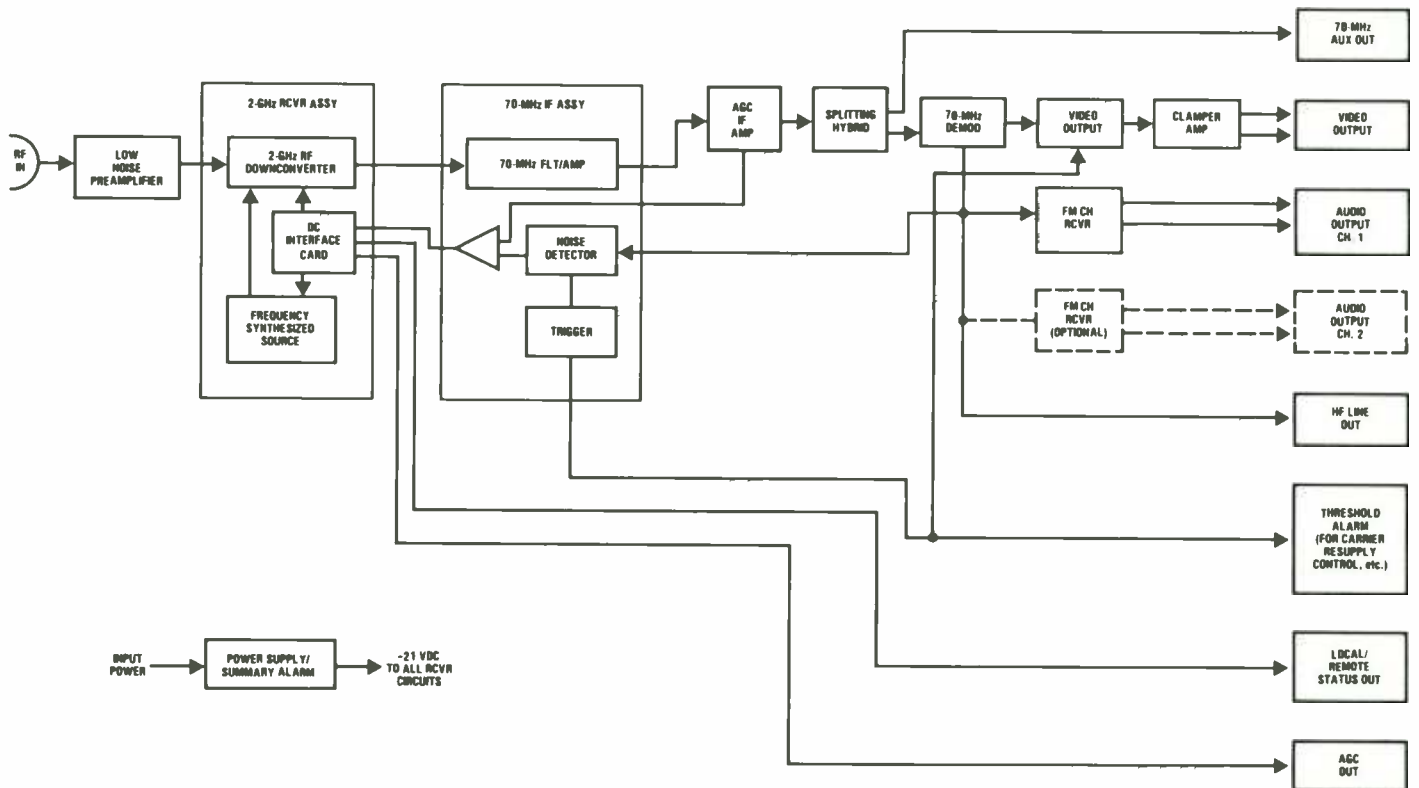 70-MHz
AUX OUT
2-GHz RCVR ASSY
70-MHz IF ASSY
AGC
IF
AMP
SPLITTING
HYBRID
70-MHz
DEMOD
VIDEO
OUTPUT
CLAMPER
AMP
VIDEO
OUTPUT
RF
IN
LOW
NOISE
PREAMPLIFIER
2-GHz RF
DOWNCONVERTER
70-MHz FLT/AMP
DC
INTERFACE
CARD
NOISE
DETECTOR
FM CH
RCVR
AUDIO
OUTPUT
CH. 1
FREQUENCY
SYNTHESIZED
SOURCE
TRIGGER
FM CH
RCVR
(OPTIONAL)
AUDIO
OUTPUT
CH. 2
HF LINE
OUT
THRESHOLD
ALARM
(FOR CARRIER
RESUPPLY
CONTROL, etc.)
INPUT
POWER
POWER SUPPLY/
SUMMARY ALARM
-21 VDC
TO ALL RCVR
CIRCUITS
LOCAL/
REMOTE
STATUS OUT
AGC
OUT